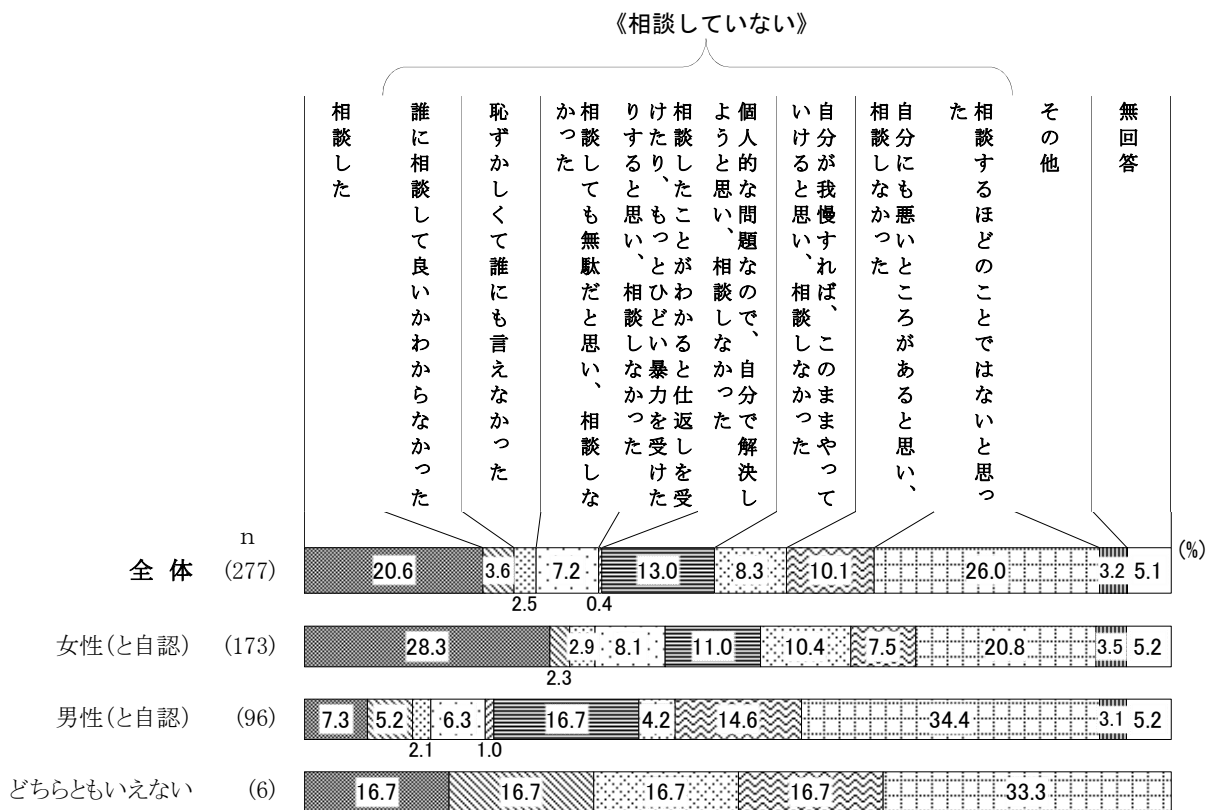 《相談していない》
相談した
誰に相談して良いかわからなかった
恥ずかしくて誰にも言えなかった
相談しても無駄だと思い、相談しな
かった
相談したことがわかると仕返しを受
けたり、もっとひどい暴力を受けた
りすると思い、相談しなかった
個人的な問題なので、自分で解決し
ようと思い、相談しなかった
自分が我慢すれば、このままやって
いけると思い、相談しなかった
自分にも悪いところがあると思い、
相談しなかった
相談するほどのことではないと思っ
た
その他
無回答
n
(%)
全体 (277) 20.6 3.6 7.2 13.0 8.3 10.1 26.0 3.2 5.1
2.5 0.4
女性(と自認) (173) 28.3 2.9 8.1 11.0 10.4 7.5 20.8 3.5 5.2
2.3
男性(と自認) (96) 7.3 5.2 6.3 16.7 4.2 14.6 34.4 3.1 5.2
2.1 1.0
どちらともいえない (6) 16.7 16.7 16.7 16.7 33.3